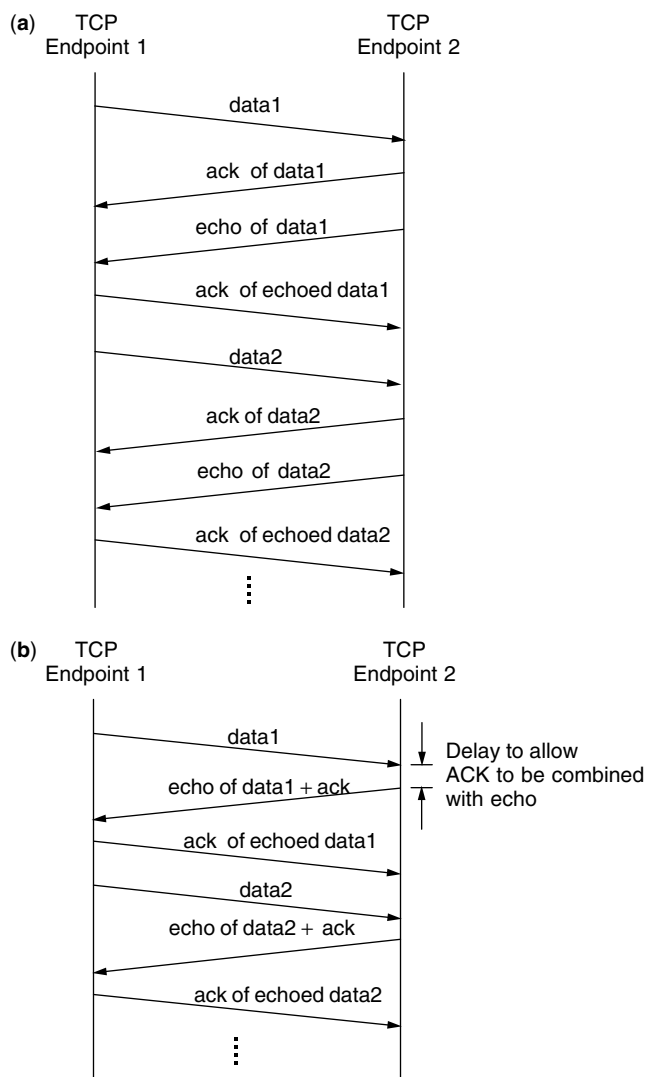 (a)
TCP
Endpoint 1
TCP
Endpoint 2
data1
ack of data1
echo of data1
ack of echoed data1
data2
ack of data2
echo of data2
ack of echoed data2
(b)
TCP
Endpoint 1
TCP
Endpoint 2
data1
Delay to allow
ACK to be combined
with echo
echo of data1 + ack
ack of echoed data1
data2
echo of data2 + ack
ack of echoed data2